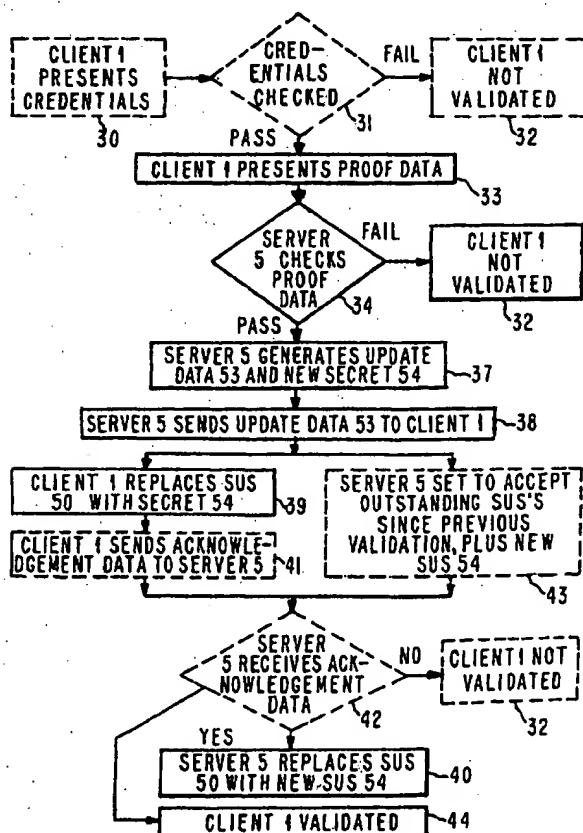 CLIENT 1
PRESENTS
CREDENTIALS
30
CRED-
ENTIALS
CHECKED
31
FAIL
CLIENT 1
NOT
VALIDATED
32
PASS
CLIENT 1 PRESENTS PROOF DATA
33
SERVER
5 CHECKS
PROOF
DATA
34
FAIL
CLIENT 1
NOT
VALIDATED
32
PASS
SERVER 5 GENERATES UPDATE
DATA 53 AND NEW SECRET 54
37
SERVER 5 SENDS UPDATE DATA 53 TO CLIENT 1
38
CLIENT 1 REPLACES SUS
50 WITH SECRET 54
39
CLIENT 1 SENDS ACKNOWLE-
DGEMENT DATA TO SERVER 5
41
SERVER 5 SET TO ACCEPT
OUTSTANDING SUS'S
SINCE PREVIOUS
VALIDATION, PLUS NEW
SUS 54
43
SERVER
5 RECEIVES ACK-
NOWLEDGEMENT
DATA
42
NO
CLIENT 1 NOT
VALIDATED
32
YES
SERVER 5 REPLACES SUS
50 WITH NEW SUS 54
40
CLIENT 1 VALIDATED
44